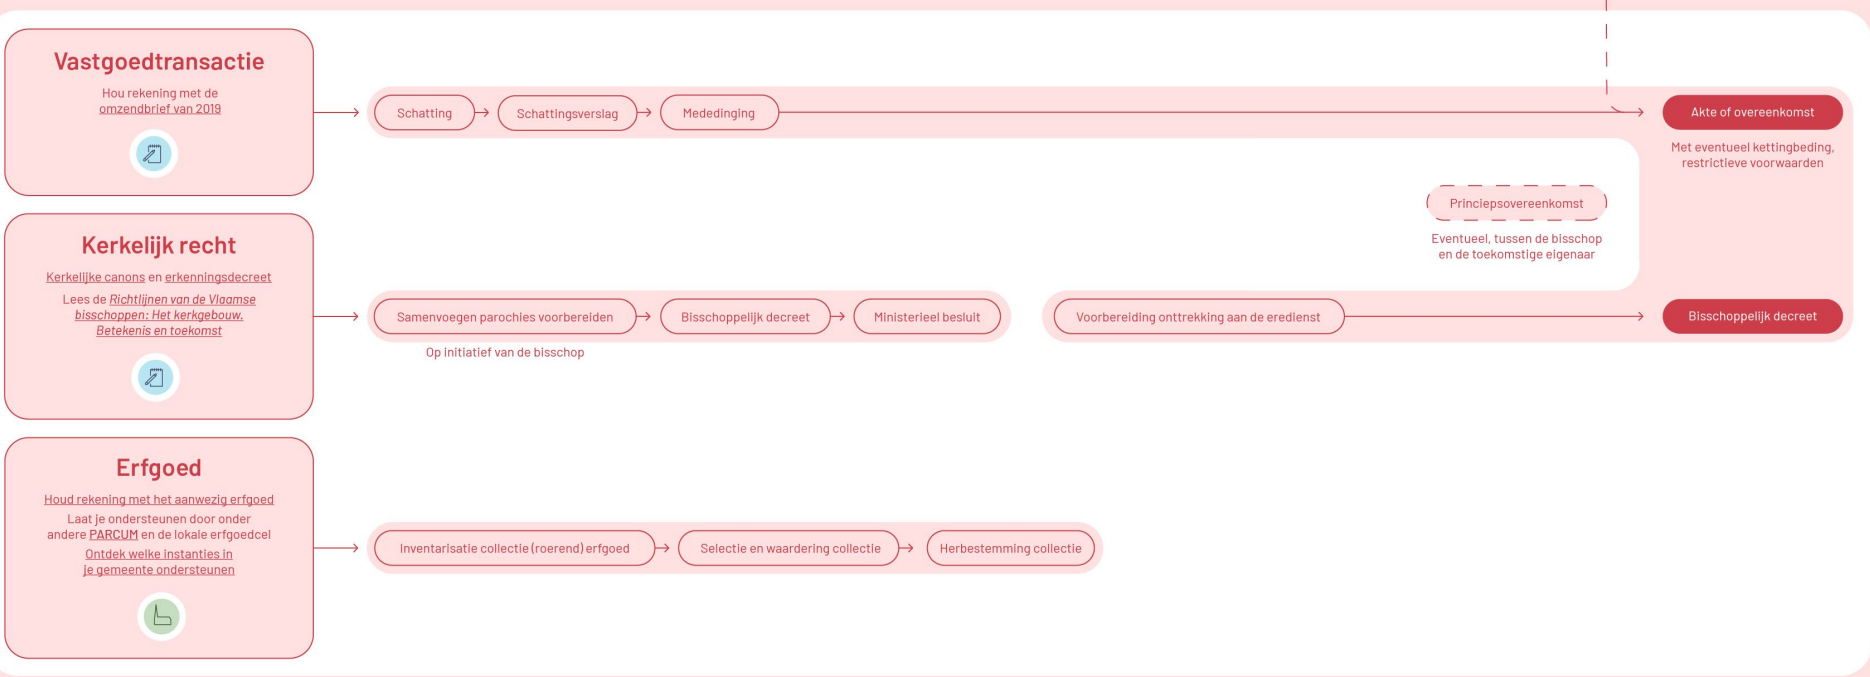 Vastgoedtransactie
Hou rekening met de
omzendbrief van 2019
Schatting
Schattingsverslag
Mededinging
Akte of overeenkomst
Met eventueel kettingbeding,
restrictieve voorwaarden
Principsovereenkomst
Eventueel, tussen de bisschop
en de toekomstige eigenaar
Kerkelijk recht
Kerkelijke canons en erkenningsdecreet
Lees de Richtlijnen van de Vlaamse
bisschoppen: Het kerkgebouw.
Betekenis en toekomst
Samenvoegen parochies voorbereiden
Bisschoppelijk decreet
Ministerieel besluit
Op initiatief van de bisschop
Voorbereiding onttrekking aan de eredienst
Bisschoppelijk decreet
Erfgoed
Houd rekening met het aanwezig erfgoed
Laat je ondersteunen door onder
andere PARCUM en de lokale erfgoedcel
Ontdek welke instanties in
je gemeente ondersteunen
Inventarisatie collectie (roerend) erfgoed
Selectie en waardering collectie
Herbestemming collectie